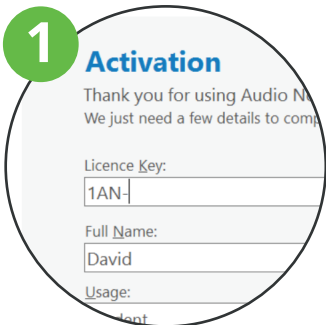 1
Activation
Thank you for using Audio
We just need a few details to
Licence Key:
1AN-
Full Name:
David
Usage: